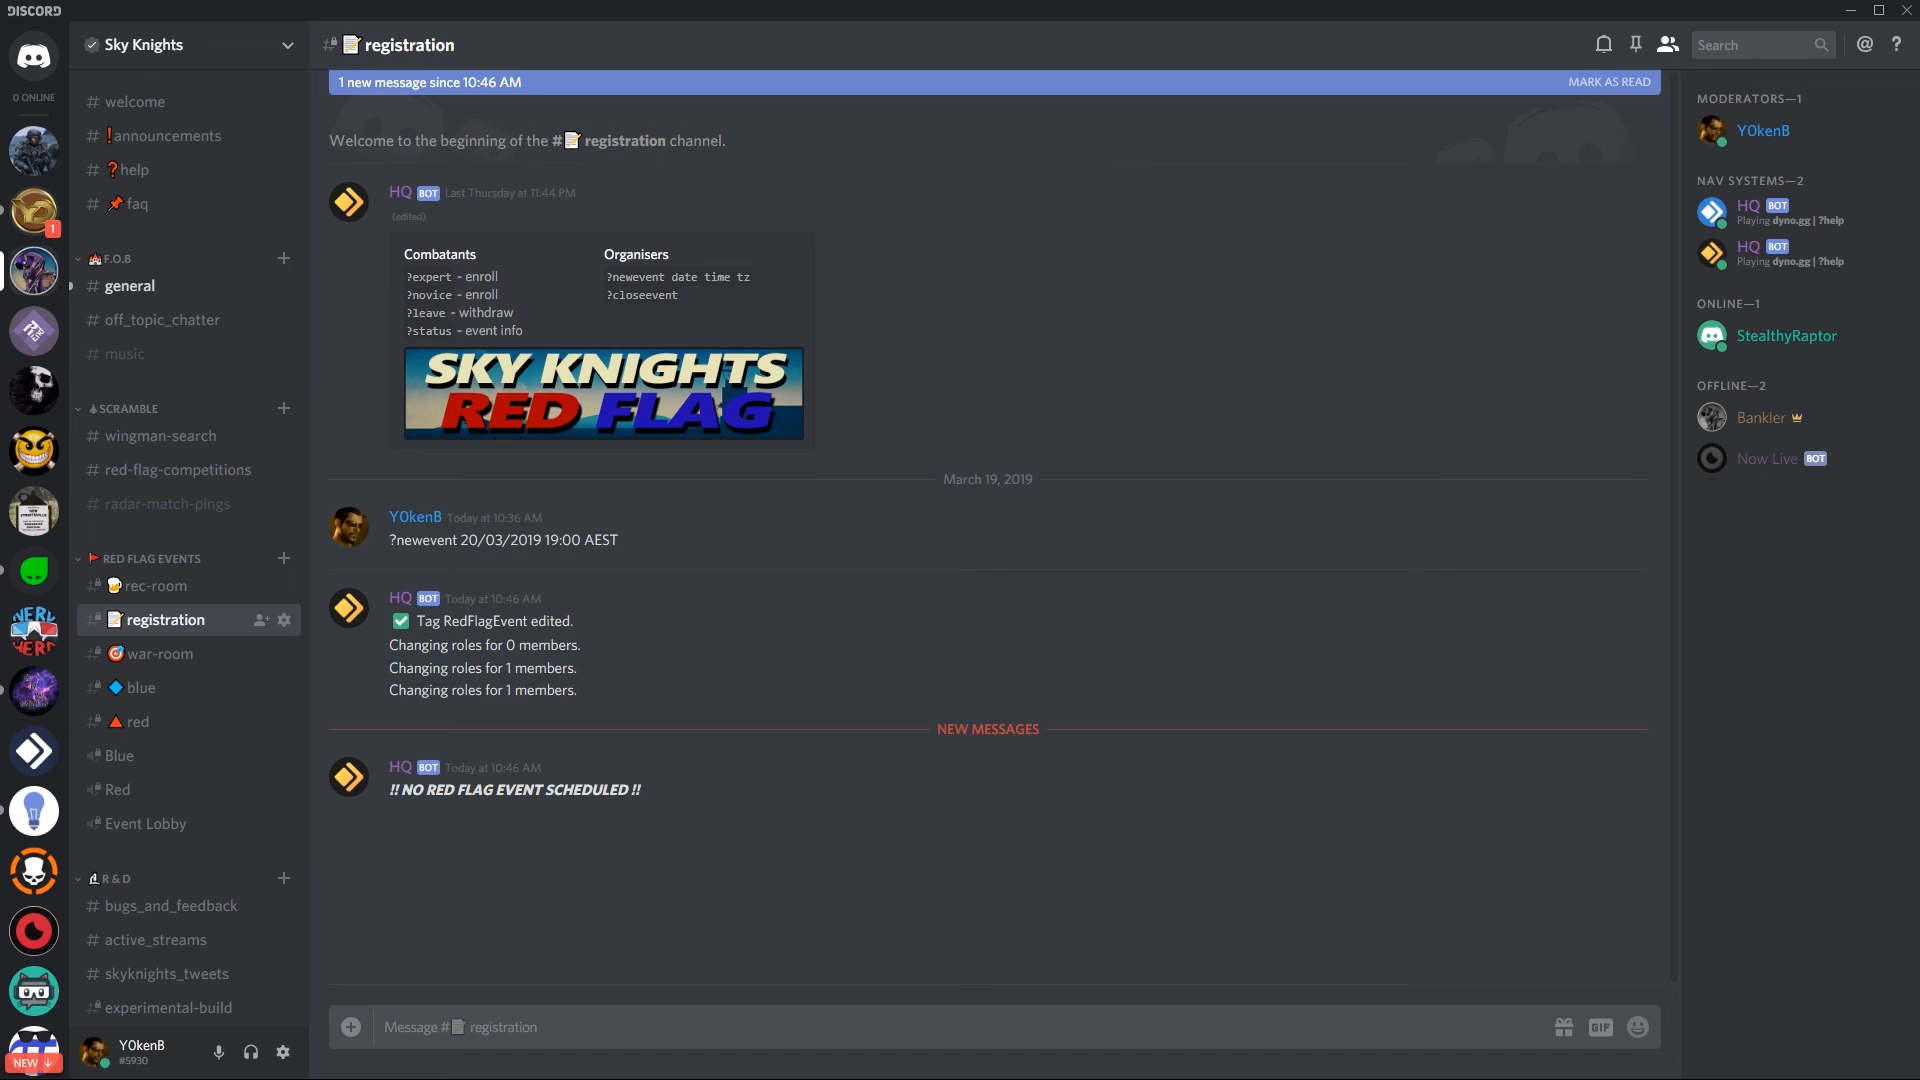 DISCORD
0 ONLINE
1
NEW
Sky Knights
# welcome
# ❗announcements
# ❓help
# 📌faq
F.O.B
# general
# off_topic_chatter
# music
SCRAMBLE
# wingman-search
# red-flag-competitions
# radar-match-pings
RED FLAG EVENTS
rec-room
registration
war-room
blue
red
Blue
Red
Event Lobby
R & D
# bugs_and_feedback
# active_streams
# skyknights_tweets
experimental-build
Y0kenB
#5930
registration
Search
1 new message since 10:46 AM
MARK AS READ
Welcome to the beginning of the #📝 registration channel.
HQ BOT Last Thursday at 11:44 PM
(edited)
Combatants
?expert - enroll
?novice - enroll
?leave - withdraw
?status - event info
Organisers
?newevent date time tz
?closeevent
SKY KNIGHTS
RED FLAG
March 19, 2019
Y0kenB Today at 10:36 AM
?newevent 20/03/2019 19:00 AEST
HQ BOT Today at 10:46 AM
✅ Tag RedFlagEvent edited.
Changing roles for 0 members.
Changing roles for 1 members.
Changing roles for 1 members.
NEW MESSAGES
HQ BOT Today at 10:46 AM
!! NO RED FLAG EVENT SCHEDULED !!
Message #📝 registration
GIF
MODERATORS—1
Y0kenB
NAV SYSTEMS—2
HQ BOT
Playing dyno.gg | ?help
HQ BOT
Playing dyno.gg | ?help
ONLINE—1
StealthyRaptor
OFFLINE—2
Bankler
Now Live BOT